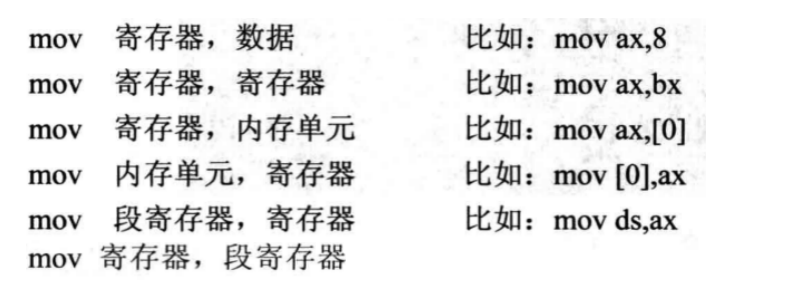 mov 寄存器，数据 比如：mov ax,8
mov 寄存器，寄存器 比如：mov ax,bx
mov 寄存器，内存单元 比如：mov ax,[0]
mov 内存单元，寄存器 比如：mov [0],ax
mov 段寄存器，寄存器 比如：mov ds,ax
mov 寄存器，段寄存器